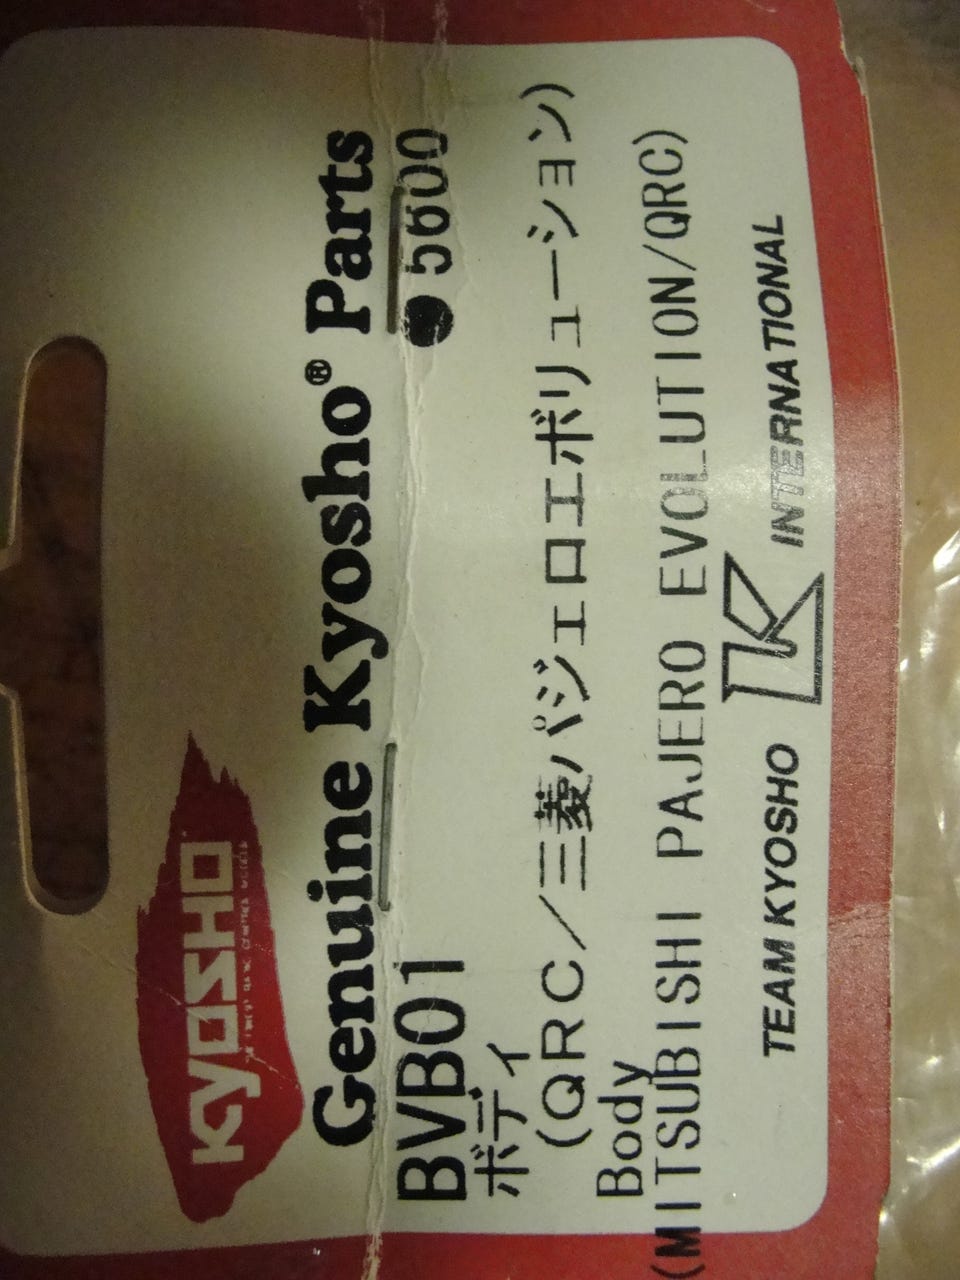 KYOSHO
Genuine Kyosho® Parts
BVB01 ●5600
ボディ
(QRC/三菱パジェロエボリューション)
Body
(MITSUBISHI PAJERO EVOLUTION/QRC)
TEAM KYOSHO K INTERNATIONAL